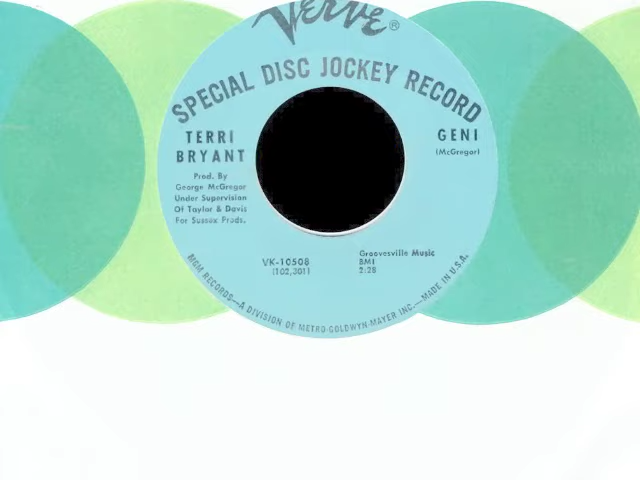 Verve®
SPECIAL DISC JOCKEY RECORD
TERRI
BRYANT
GENI
(McGregor)
Prod. By
George McGregor
Under Supervision
Of Taylor & Davis
For Sussex Prods.
VK-10508
(102,301)
Groovesville Music
BMI
2:28
MGM RECORDS—A DIVISION OF METRO-GOLDWYN-MAYER INC.—MADE IN U.S.A.